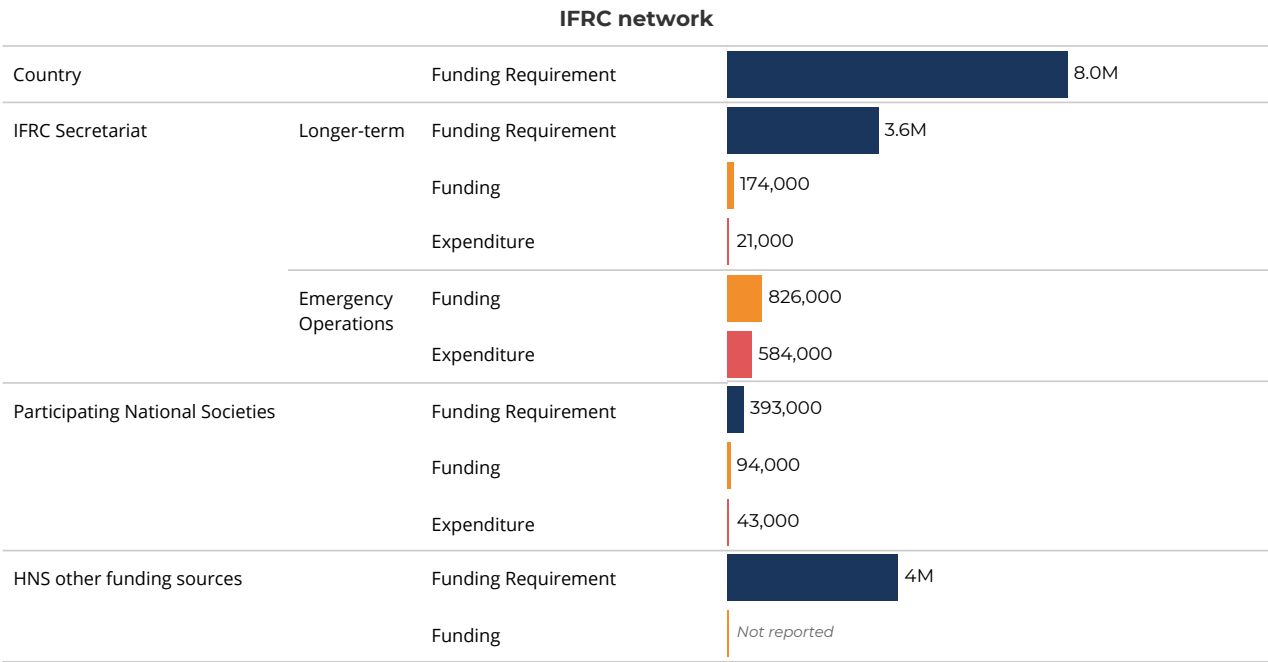 IFRC network
Country Funding Requirement 8.0M
IFRC Secretariat Longer-term Funding Requirement 3.6M
Funding 174,000
Expenditure 21,000
Emergency Operations Funding 826,000
Expenditure 584,000
Participating National Societies Funding Requirement 393,000
Funding 94,000
Expenditure 43,000
HNS other funding sources Funding Requirement 4M
Funding Not reported